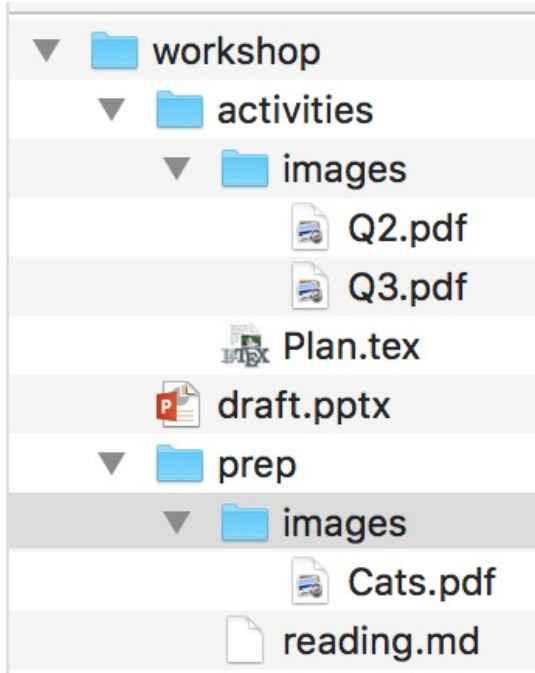 workshop
activities
images
Q2.pdf
Q3.pdf
Plan.tex
draft.pptx
prep
images
Cats.pdf
reading.md